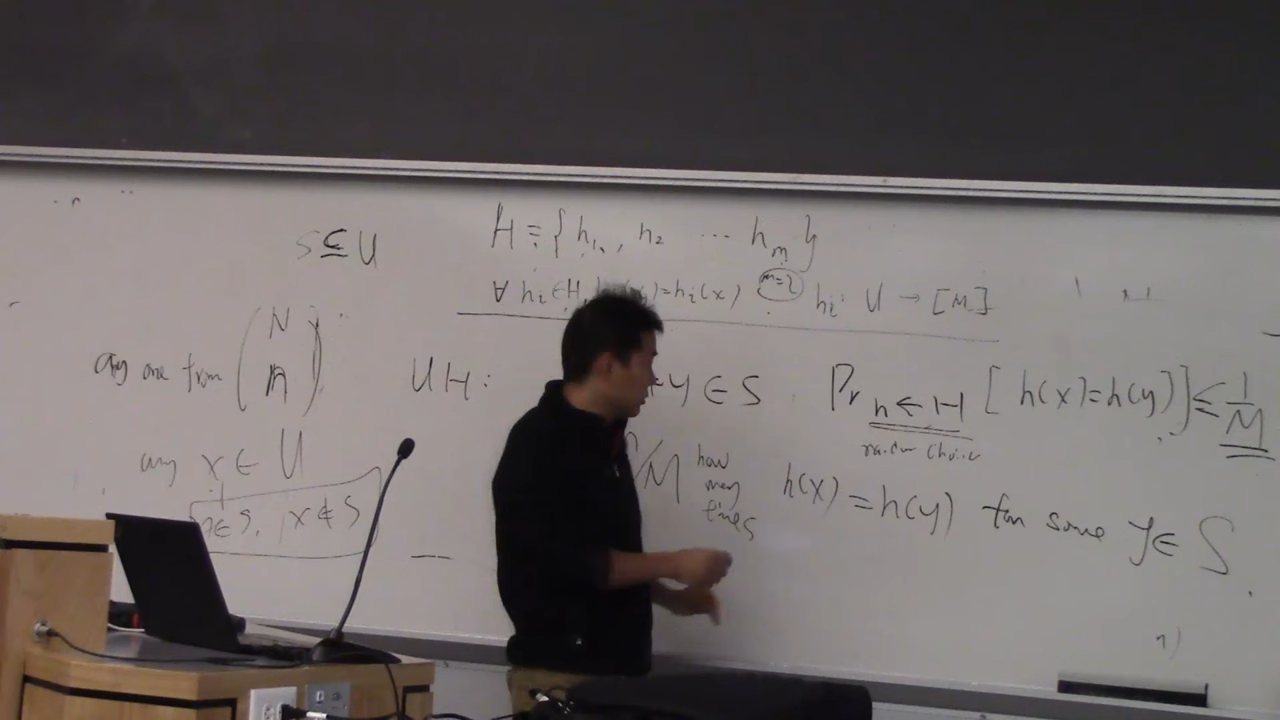 S ⊆ U
H = { h₁, h₂ ... hₘ }
∀ hᵢ ∈ H, = hᵢ(x) hᵢ: U → [M]
any one from (N n)
UH: ≠ y ∈ S Pr h ∈ H [h(x) = h(y)] ≤ 1/M
random choice
any x ∈ U
x ∈ S, x ∉ S
/M how many times h(x) = h(y) for some y ∈ S